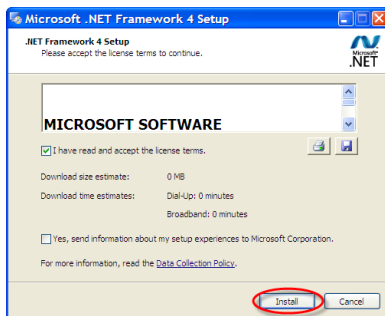 Microsoft .NET Framework 4 Setup
.NET Framework 4 Setup
Please accept the license terms to continue.
Microsoft
.NET
MICROSOFT SOFTWARE
I have read and accept the license terms.
Download size estimate: 0 MB
Download time estimates: Dial-Up: 0 minutes
Broadband: 0 minutes
Yes, send information about my setup experiences to Microsoft Corporation.
For more information, read the Data Collection Policy.
Install Cancel